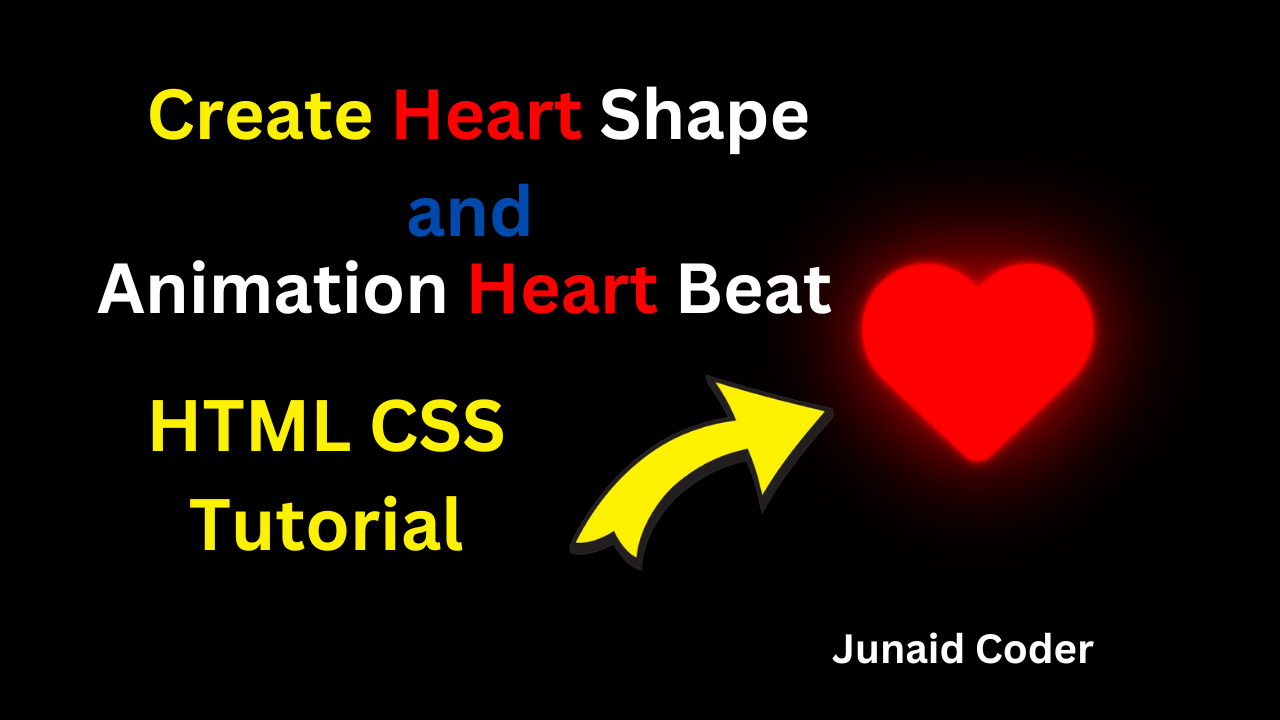 Create Heart Shape
and
Animation Heart Beat
HTML CSS
Tutorial
Junaid Coder